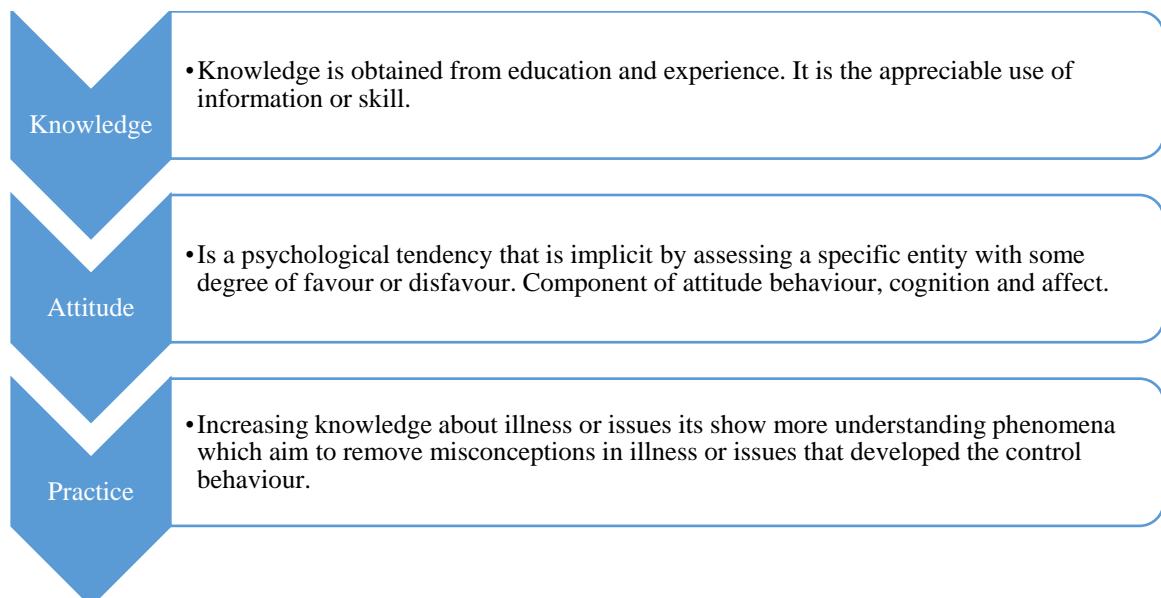 Knowledge
•Knowledge is obtained from education and experience. It is the appreciable use of
information or skill.
Attitude
•Is a psychological tendency that is implicit by assessing a specific entity with some
degree of favour or disfavour. Component of attitude behaviour, cognition and affect.
Practice
•Increasing knowledge about illness or issues its show more understanding phenomena
which aim to remove misconceptions in illness or issues that developed the control
behaviour.